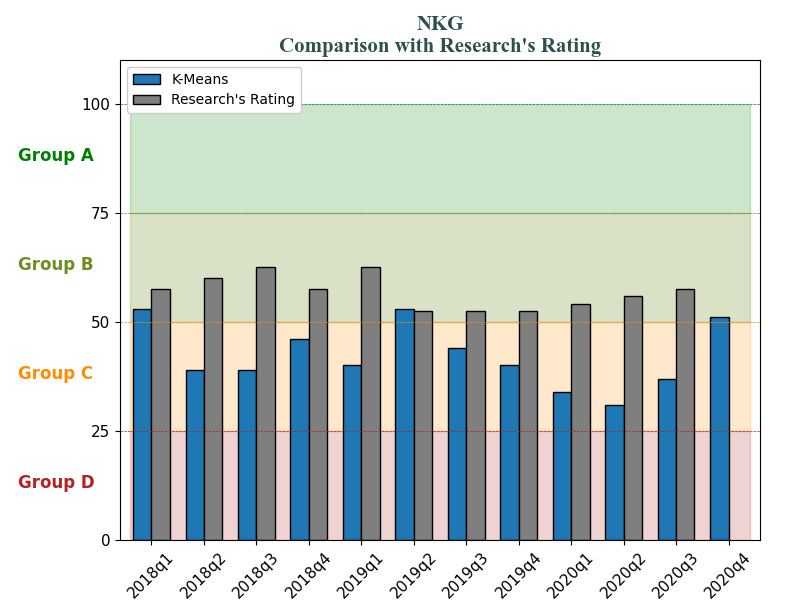 NKG
Comparison with Research's Rating
K-Means
Research's Rating
100
Group A
75
Group B
50
Group C
25
Group D
0
2018q1
2018q2
2018q3
2018q4
2019q1
2019q2
2019q3
2019q4
2020q1
2020q2
2020q3
2020q4